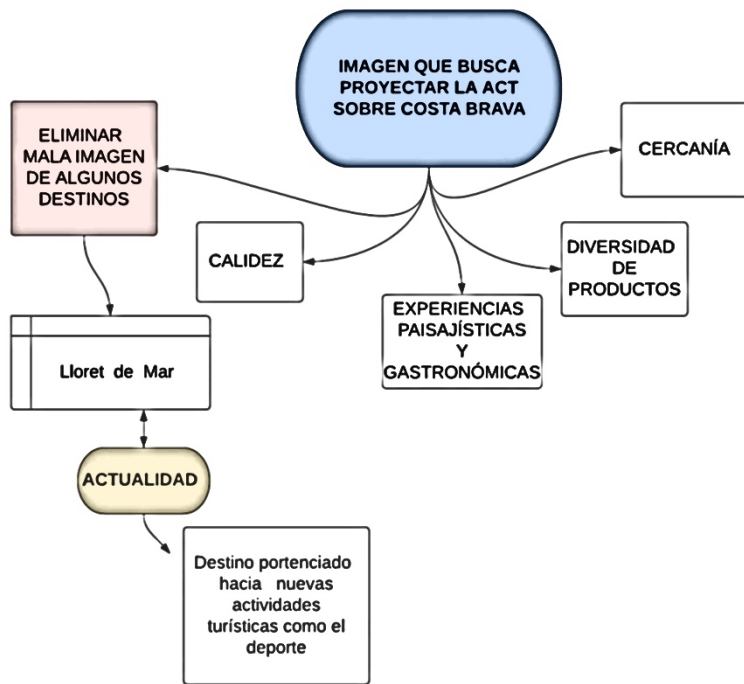 IMAGEN QUE BUSCA
PROYECTAR LA ACT
SOBRE COSTA BRAVA
ELIMINAR
MALA IMAGEN
DE ALGUNOS
DESTINOS
CERCANÍA
CALIDEZ
DIVERSIDAD
DE
PRODUCTOS
EXPERIENCIAS
PAISAJÍSTICAS
Y
GASTRONÓMICAS
Lloret de Mar
ACTUALIDAD
Destino portenciado
hacia nuevas
actividades
turísticas como el
deporte